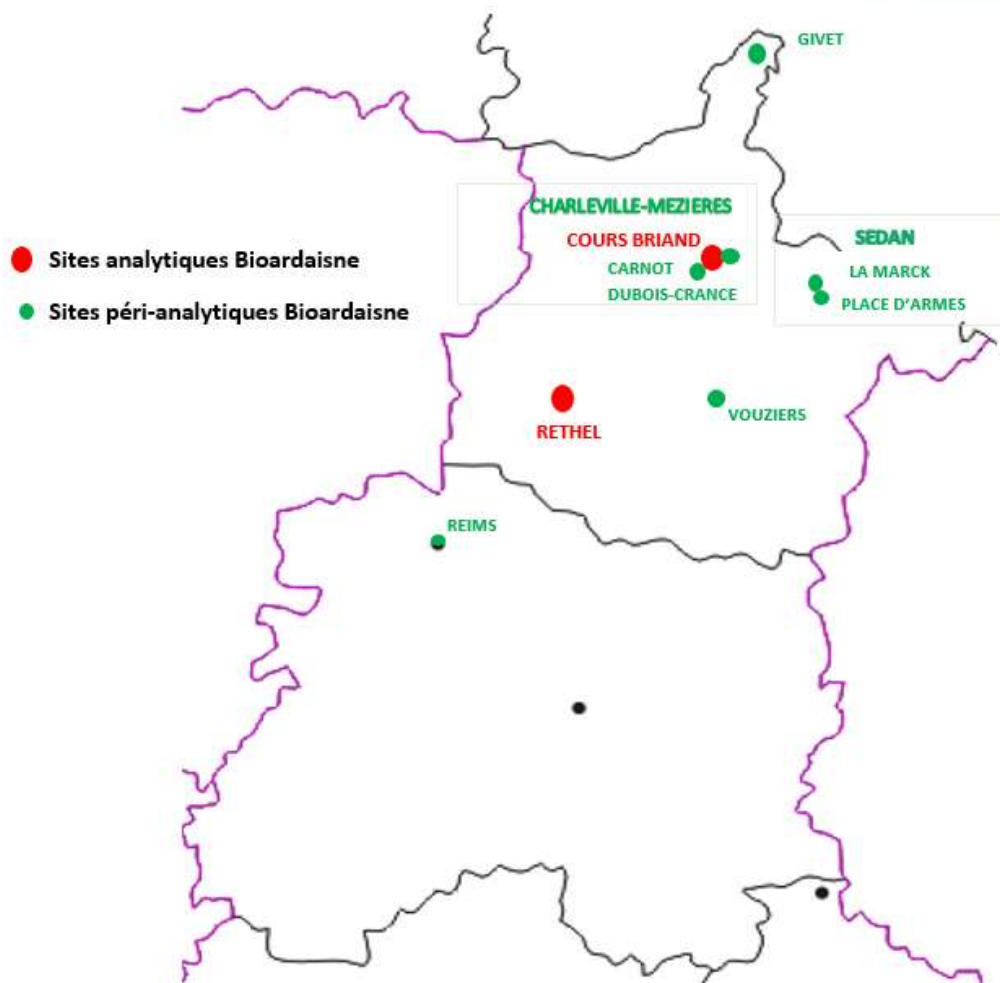 GIVET
CHARLEVILLE-MEZIERES
COURS BRIAND
CARNOT
DUBOIS-CRANCE
SEDAN
LA MARCK
PLACE D'ARMES
Sites analytiques Bioardaisne
Sites péri-analytiques Bioardaisne
RETHEL
VOUZIERS
REIMS